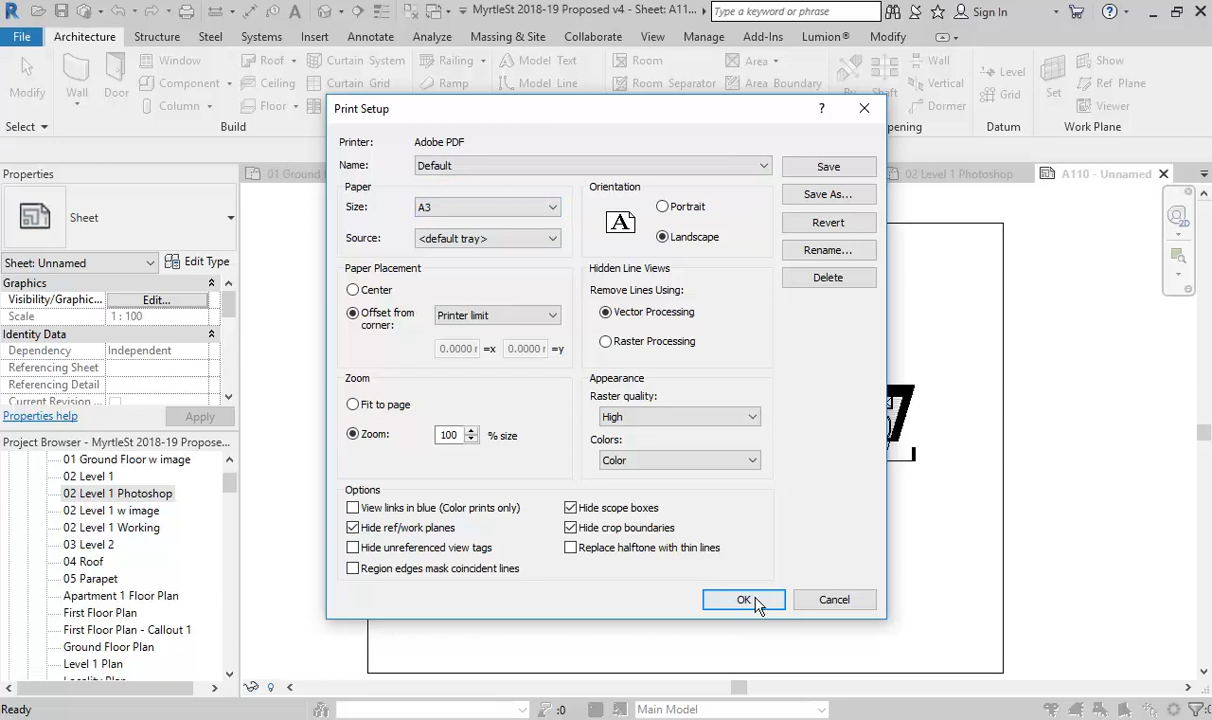 MyrtleSt 2018-19 Proposed v4 - Sheet: A11...
Type a keyword or phrase
Sign In
File
Architecture
Structure
Steel
Systems
Insert
Annotate
Analyze
Massing & Site
Collaborate
View
Manage
Add-Ins
Lumion®
Modify
Modify
Wall
Door
Window
Component
Column
Roof
Ceiling
Floor
Curtain System
Curtain Grid
Railing
Ramp
Model Text
Model Line
Room
Room Separator
Area
Area Boundary
By
Shaft
Wall
Vertical
Dormer
Level
Grid
Set
Show
Ref Plane
Viewer
Select
Build
Datum
Work Plane
Properties
Sheet
Sheet: Unnamed
Edit Type
Graphics
Visibility/Graphic...
Edit...
Scale
1 : 100
Identity Data
Dependency
Independent
Referencing Sheet
Referencing Detail
Current Revision
Properties help
Apply
Project Browser - MyrtleSt 2018-19 Propose...
01 Ground Floor w image
02 Level 1
02 Level 1 Photoshop
02 Level 1 w image
02 Level 1 Working
03 Level 2
04 Roof
05 Parapet
Apartment 1 Floor Plan
First Floor Plan
First Floor Plan - Callout 1
Ground Floor Plan
Level 1 Plan
01 Ground
02 Level 1 Photoshop
A110 - Unnamed
Print Setup
?
Printer:
Adobe PDF
Name:
Default
Save
Save As...
Revert
Rename...
Delete
Paper
Size:
A3
Source:
<default tray>
Orientation
Portrait
Landscape
A
Paper Placement
Center
Offset from
corner:
Printer limit
0.0000 r
=x
0.0000 r
=y
Hidden Line Views
Remove Lines Using:
Vector Processing
Raster Processing
Zoom
Fit to page
Zoom:
100
% size
Appearance
Raster quality:
High
Colors:
Color
Options
View links in blue (Color prints only)
Hide ref/work planes
Hide unreferenced view tags
Region edges mask coincident lines
Hide scope boxes
Hide crop boundaries
Replace halftone with thin lines
OK
Cancel
Ready
:0
Main Model
:0